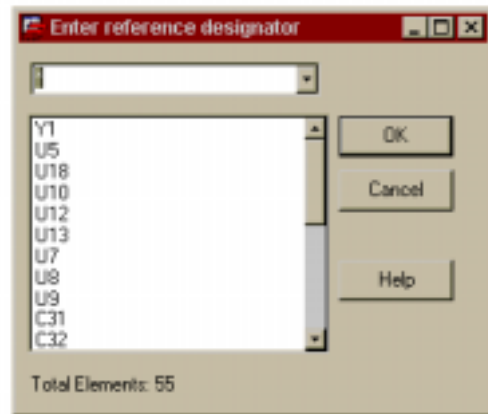 Enter reference designator
Y1
U5
U18
U10
U12
U13
U7
U8
U9
C31
C32
OK
Cancel
Help
Total Elements: 55